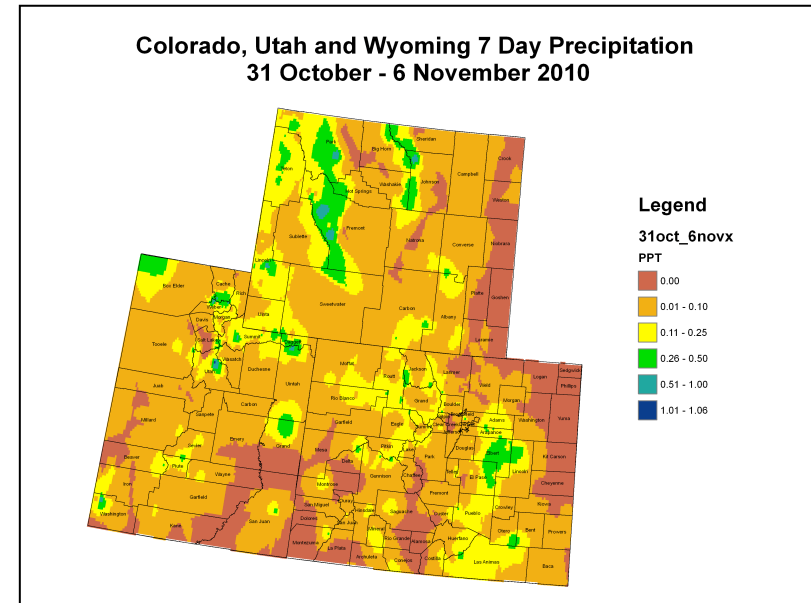 Colorado, Utah and Wyoming 7 Day Precipitation
31 October - 6 November 2010
Park
Sheridan
Big Horn
Crook
Teton
Washakie
Johnson
Campbell
Hot Springs
Weston
Fremont
Sublette
Natrona
Converse
Niobrara
Lincoln
Platte
Goshen
Box Elder
Cache
Rich
Sweetwater
Carbon
Albany
Uinta
Weber
Morgan
Davis
Laramie
Tooele
Salt Lake
Summit
Daggett
Wasatch
Utah
Duchesne
Uintah
Moffat
Routt
Jackson
Larimer
Weld
Logan
Sedgwick
Phillips
Juab
Carbon
Rio Blanco
Grand
Boulder
Morgan
Washington
Yuma
Millard
Sanpete
Garfield
Eagle
Adams
Arapahoe
Emery
Grand
Mesa
Pitkin
Lake
Park
Douglas
Elbert
Kit Carson
Sevier
Delta
Gunnison
Chaffee
Teller
El Paso
Lincoln
Cheyenne
Beaver
Piute
Wayne
Montrose
Fremont
Iron
Garfield
Ouray
San Miguel
Hinsdale
Saguache
Custer
Pueblo
Crowley
Kiowa
Washington
Kane
San Juan
Dolores
San Juan
Mineral
Rio Grande
Alamosa
Huerfano
Otero
Bent
Prowers
Montezuma
La Plata
Archuleta
Conejos
Costilla
Las Animas
Baca
Legend
31oct_6novx
PPT
0.00
0.01 - 0.10
0.11 - 0.25
0.26 - 0.50
0.51 - 1.00
1.01 - 1.06